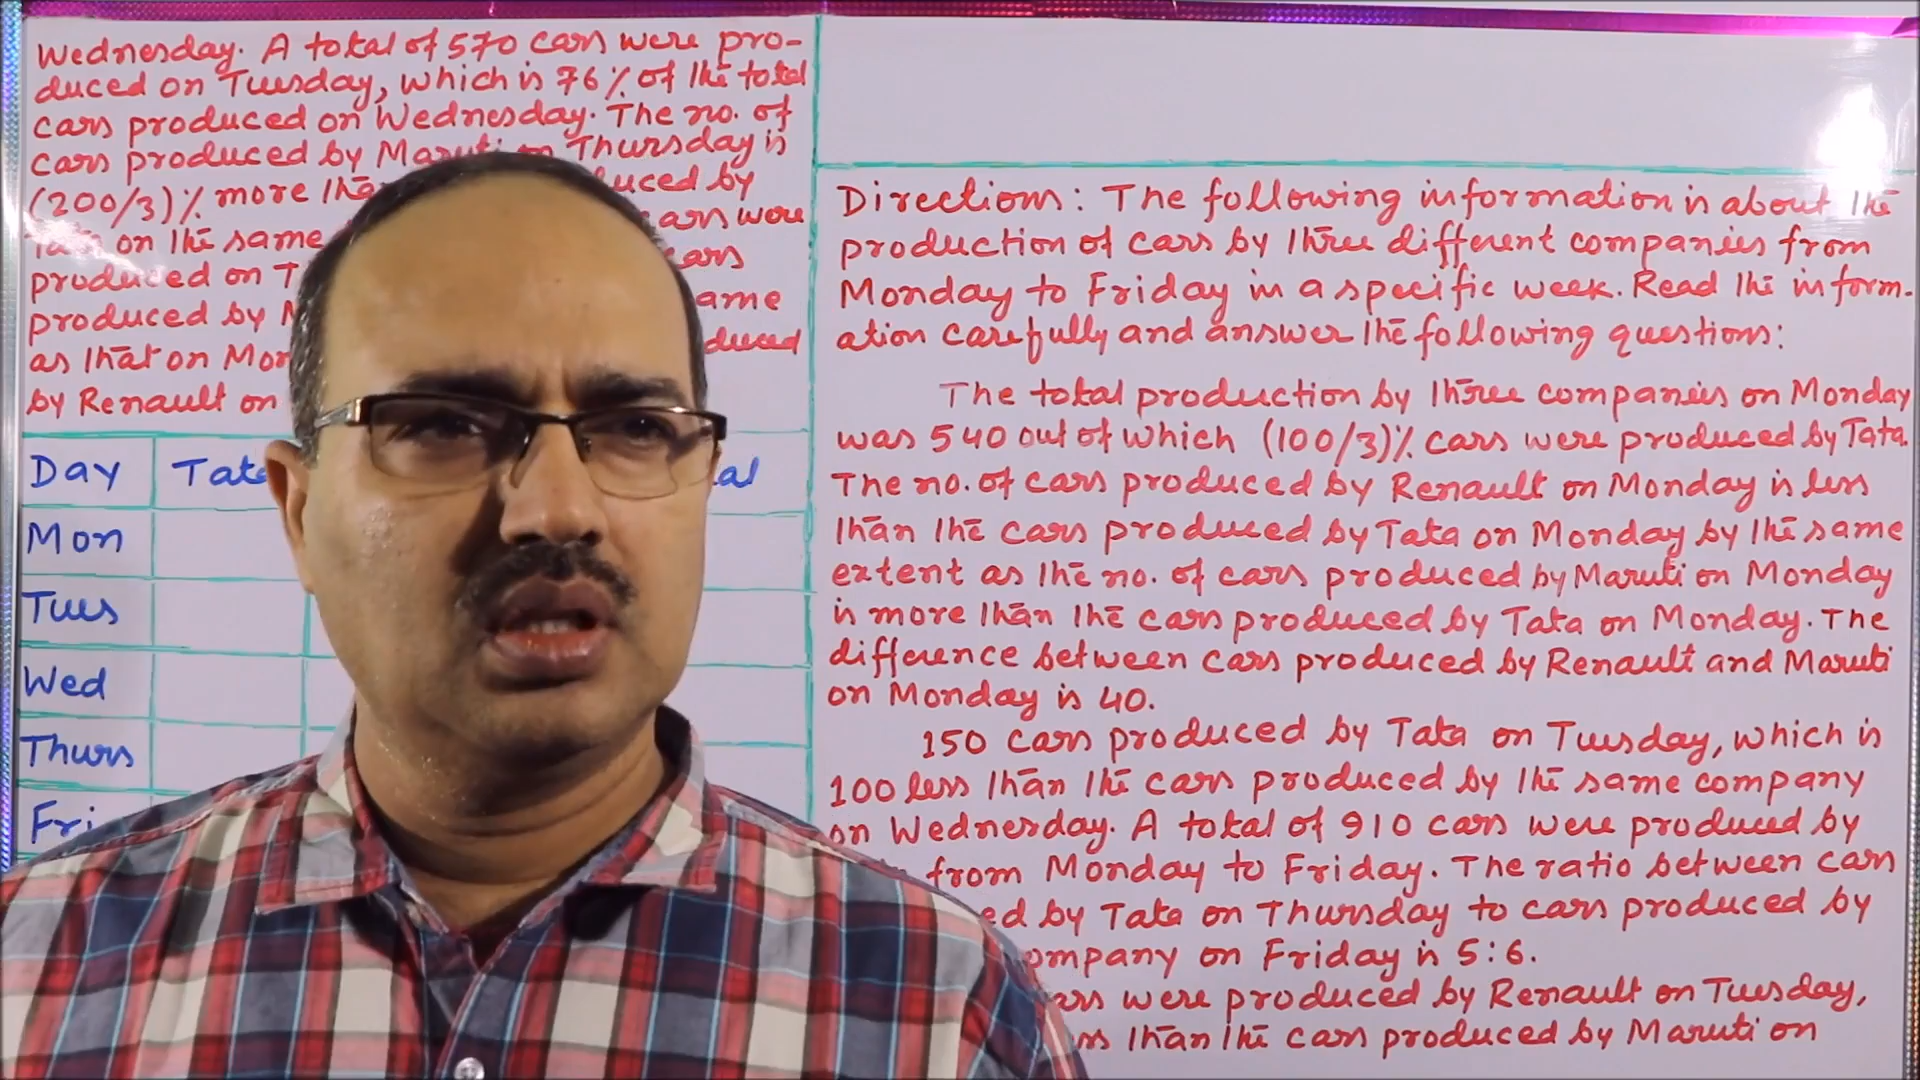 Wednesday. A total of 570 cars were pro-
duced on Tuesday, which is 76% of the total
cars produced on Wednesday. The no. of
cars produced by Maruti on Thursday is
(200/3)% more than
Tata on the same cars were
produced on cars
produced by same
as that on
by Renault on
Day Tata
Mon
Tues
Wed
Thurs
Fri
Directions: The following information is about the
production of cars by three different companies from
Monday to Friday in a specific week. Read the inform-
ation carefully and answer the following questions:
The total production by three companies on Monday
was 540 out of which (100/3)% cars were produced by Tata.
The no. of cars produced by Renault on Monday is less
than the cars produced by Tata on Monday by the same
extent as the no. of cars produced by Maruti on Monday
is more than the cars produced by Tata on Monday. The
difference between cars produced by Renault and Maruti
on Monday is 40.
150 cars produced by Tata on Tuesday, which is
100 less than the cars produced by the same company
on Wednesday. A total of 910 cars were produced by
from Monday to Friday. The ratio between cars
by Tata on Thursday to cars produced by
on Friday is 5:6.
were produced by Renault on Tuesday,
than the cars produced by Maruti on